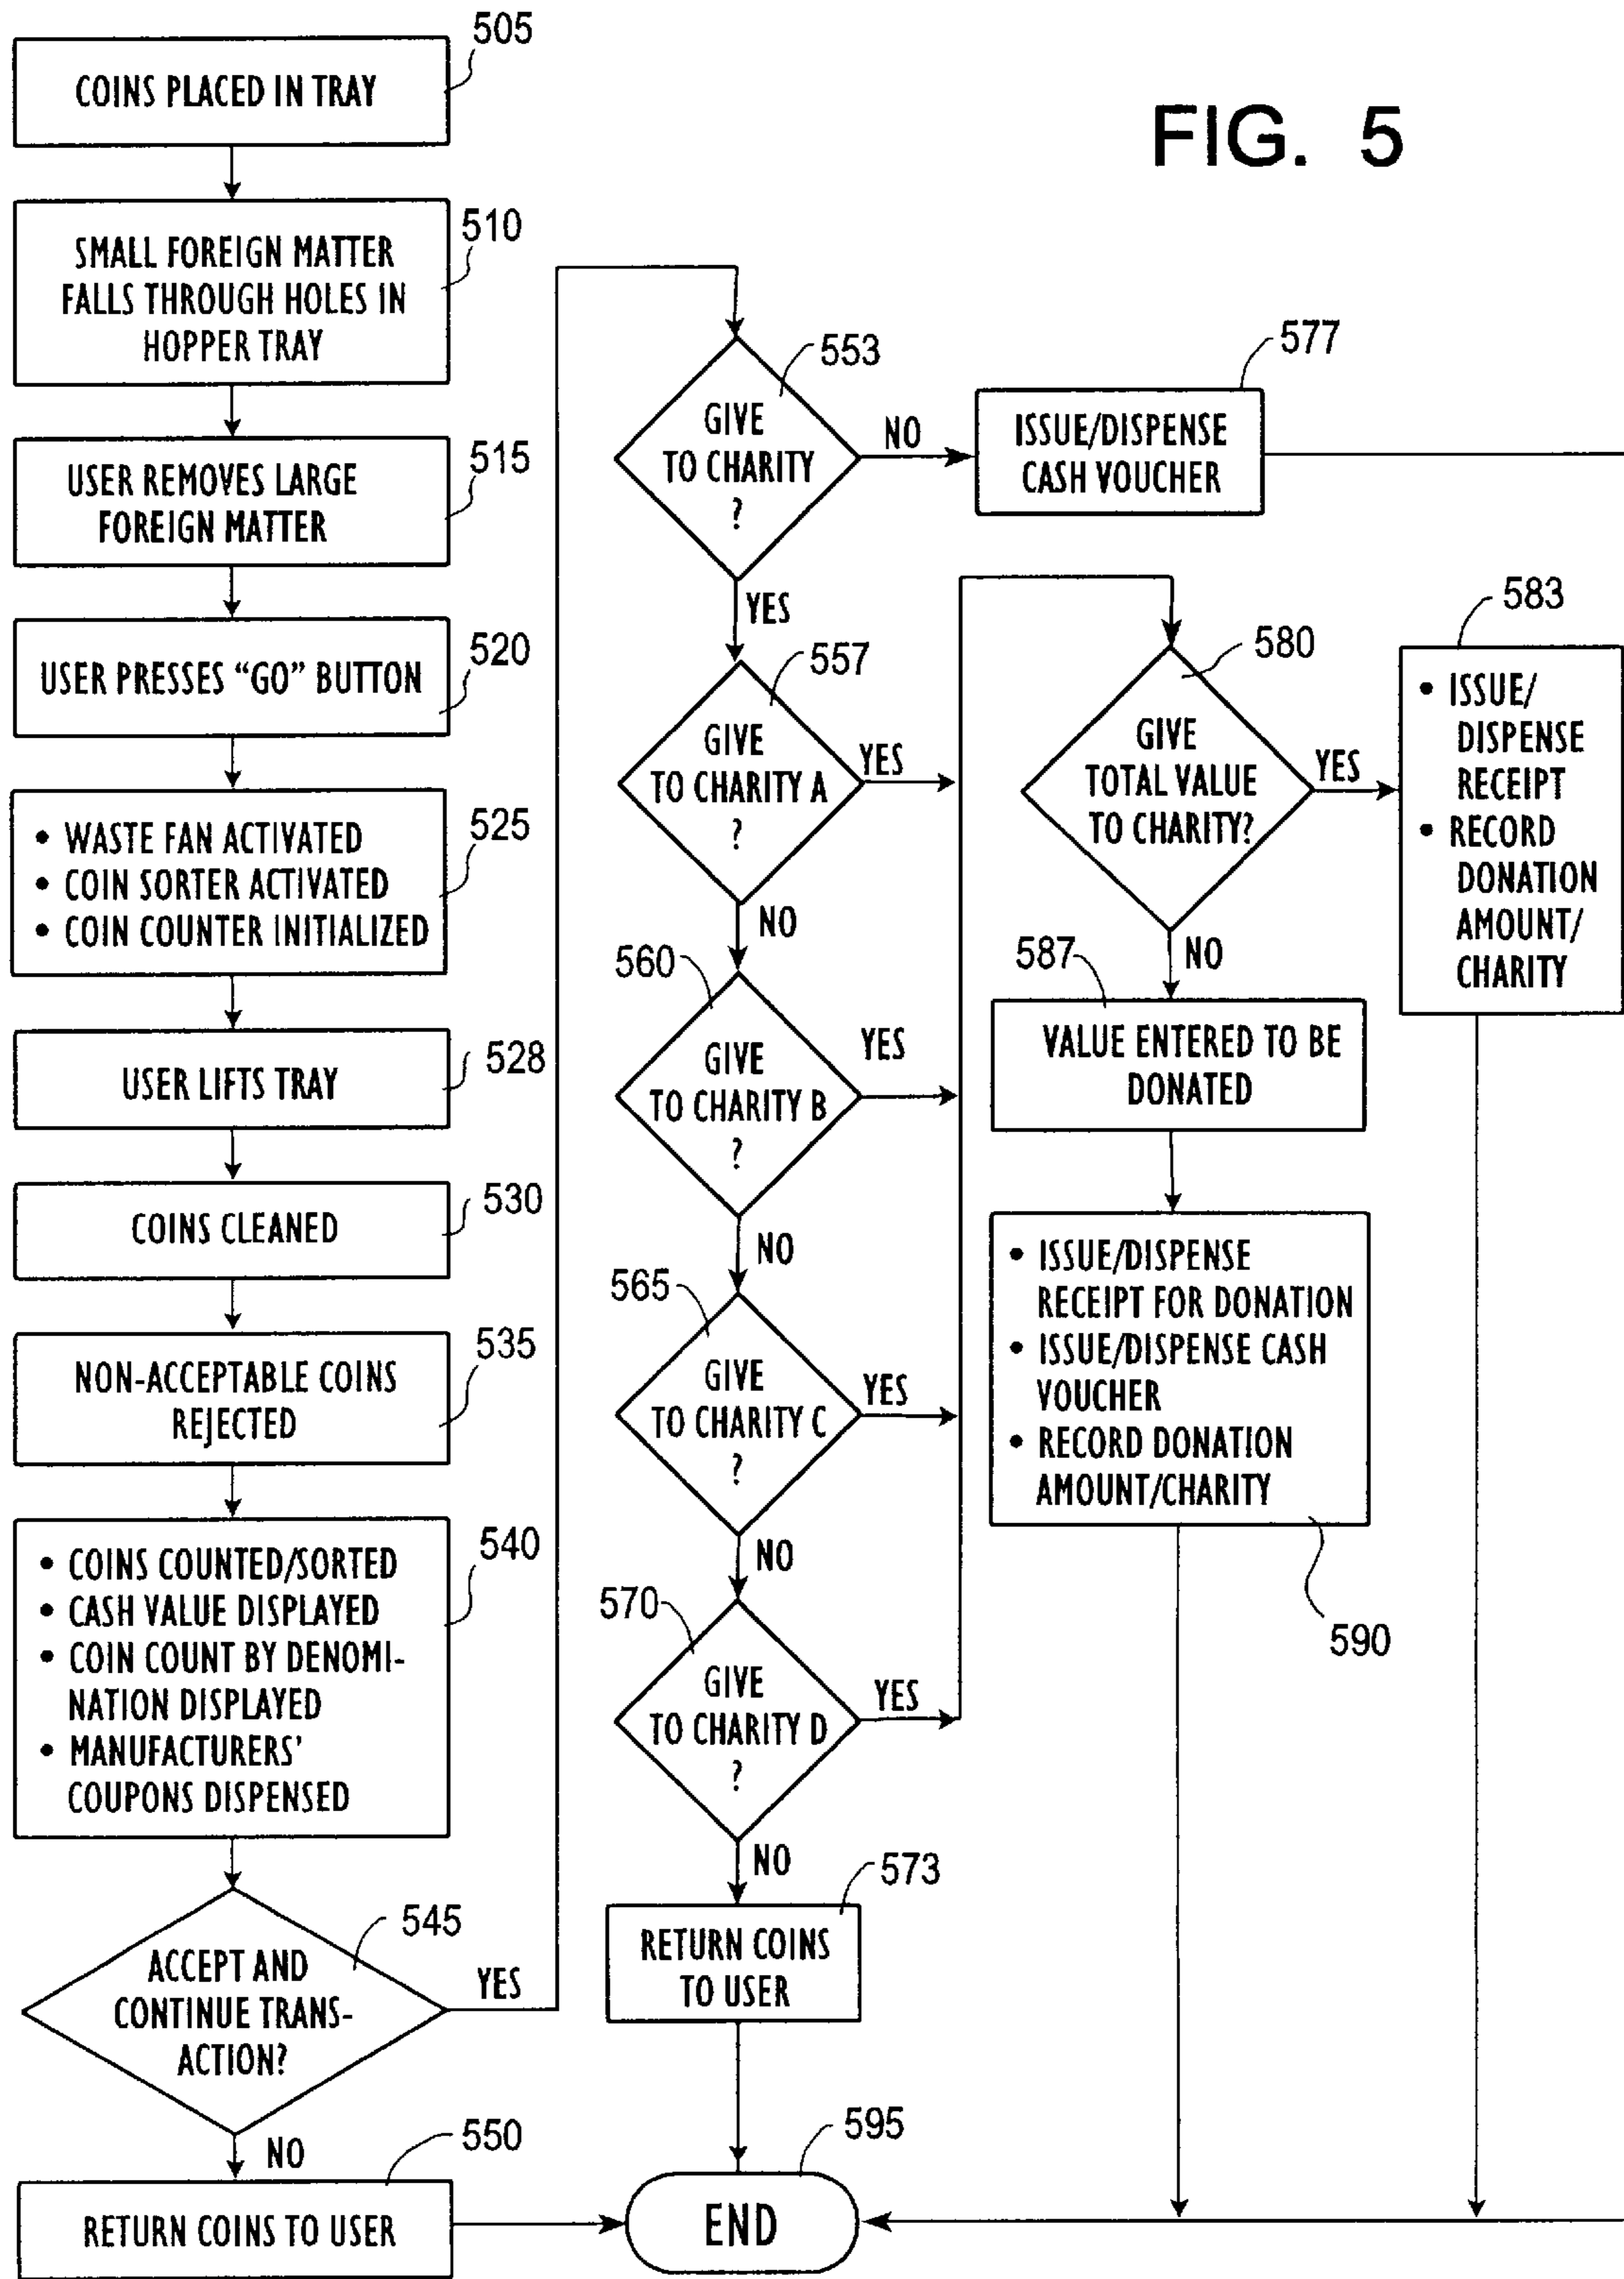 FIG. 5
505
COINS PLACED IN TRAY
510
SMALL FOREIGN MATTER
FALLS THROUGH HOLES IN
HOPPER TRAY
515
USER REMOVES LARGE
FOREIGN MATTER
520
USER PRESSES “GO” BUTTON
525
• WASTE FAN ACTIVATED
• COIN SORTER ACTIVATED
• COIN COUNTER INITIALIZED
528
USER LIFTS TRAY
530
COINS CLEANED
535
NON-ACCEPTABLE COINS
REJECTED
540
• COINS COUNTED/SORTED
• CASH VALUE DISPLAYED
• COIN COUNT BY DENOMI-
NATION DISPLAYED
• MANUFACTURERS’
COUPONS DISPENSED
545
ACCEPT AND
CONTINUE TRANS-
ACTION?
YES
NO
550
RETURN COINS TO USER
553
GIVE
TO CHARITY
?
NO
YES
557
GIVE
TO CHARITY A
?
YES
NO
560
GIVE
TO CHARITY B
?
YES
NO
565
GIVE
TO CHARITY C
?
YES
NO
570
GIVE
TO CHARITY D
?
YES
NO
573
RETURN COINS
TO USER
595
END
577
ISSUE/DISPENSE
CASH VOUCHER
580
GIVE
TOTAL VALUE
TO CHARITY?
YES
NO
583
• ISSUE/
DISPENSE
RECEIPT
• RECORD
DONATION
AMOUNT/
CHARITY
587
VALUE ENTERED TO BE
DONATED
• ISSUE/DISPENSE
RECEIPT FOR DONATION
• ISSUE/DISPENSE CASH
VOUCHER
• RECORD DONATION
AMOUNT/CHARITY
590